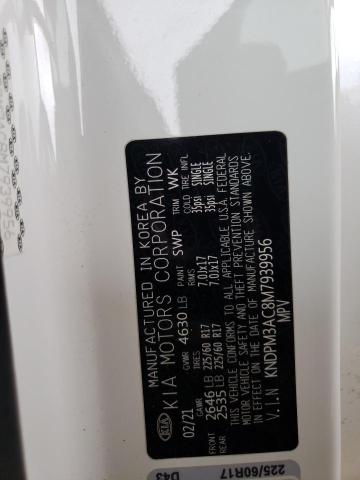 MANUFACTURED IN KOREA BY
KIA KIA MOTORS CORPORATION
02/21 GVWR 4630 LB PAINT SWP TRIM WK
GAWR COLD TIRE INFL
FRONT 2646 LB 225/60 R17 7.0JX17 35psi SINGLE
REAR 2535 LB 225/60 R17 7.0JX17 35psi SINGLE
THIS VEHICLE CONFORMS TO ALL APPLICABLE U.S.A. FEDERAL
MOTOR VEHICLE SAFETY AND THEFT PREVENTION STANDARDS
IN EFFECT ON THE DATE OF MANUFACTURE SHOWN ABOVE.
V.I.N KNDPM3AC8M7939956
MPV
D43 225/60R17